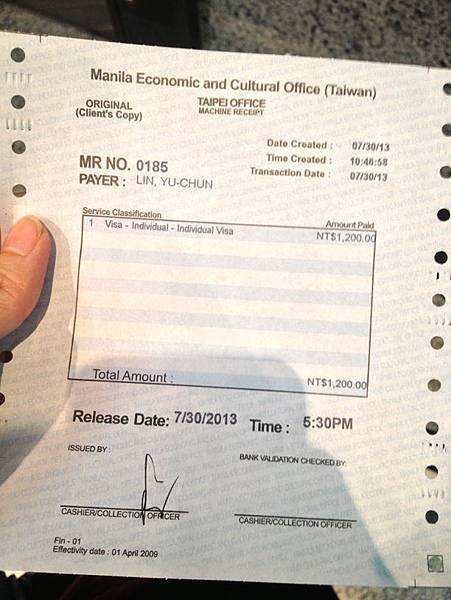 Manila Economic and Cultural Office (Taiwan)
ORIGINAL
(Client's Copy)
TAIPEI OFFICE
MACHINE RECEIPT
Date Created : 07/30/13
Time Created : 10:46:58
Transaction Date : 07/30/13
MR NO. 0185
PAYER : LIN, YU-CHUN
Service Classification Amount Paid
1 Visa - Individual - Individual Visa NT$1,200.00
Total Amount : NT$1,200.00
Release Date: 7/30/2013 Time : 5:30PM
ISSUED BY : BANK VALIDATION CHECKED BY:
CASHIER/COLLECTION OFFICER CASHIER/COLLECTION OFFICER
Fin - 01
Effectivity date : 01 April 2009